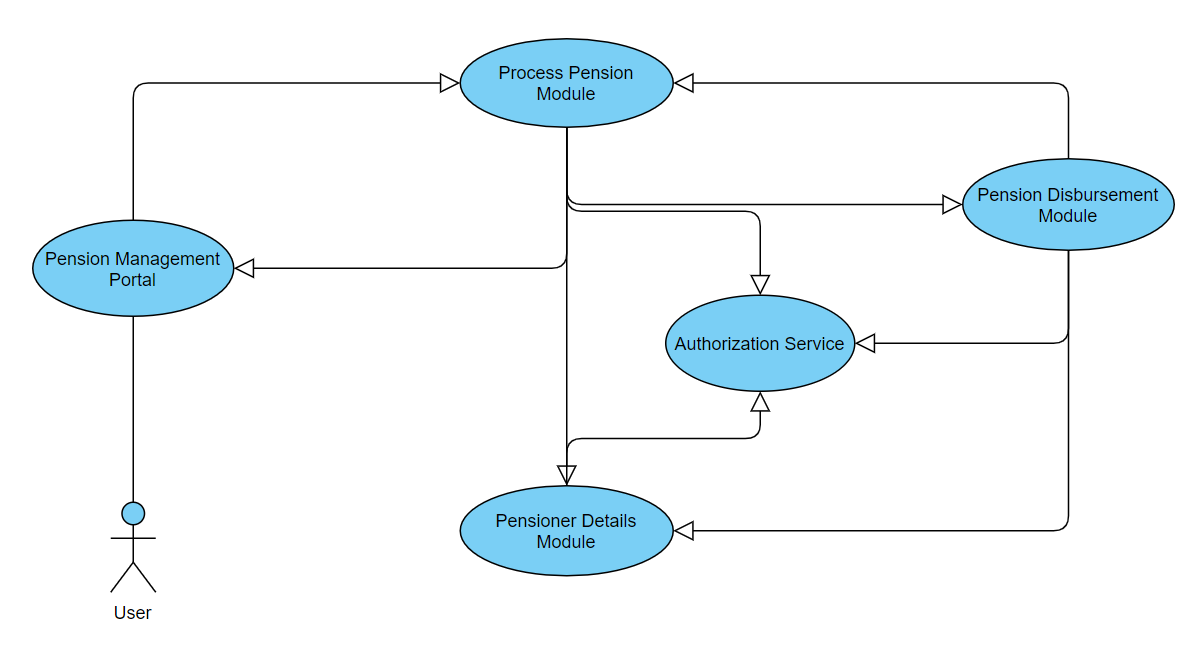 Process Pension
Module
Pension Disbursement
Module
Pension Management
Portal
Authorization Service
Pensioner Details
Module
User